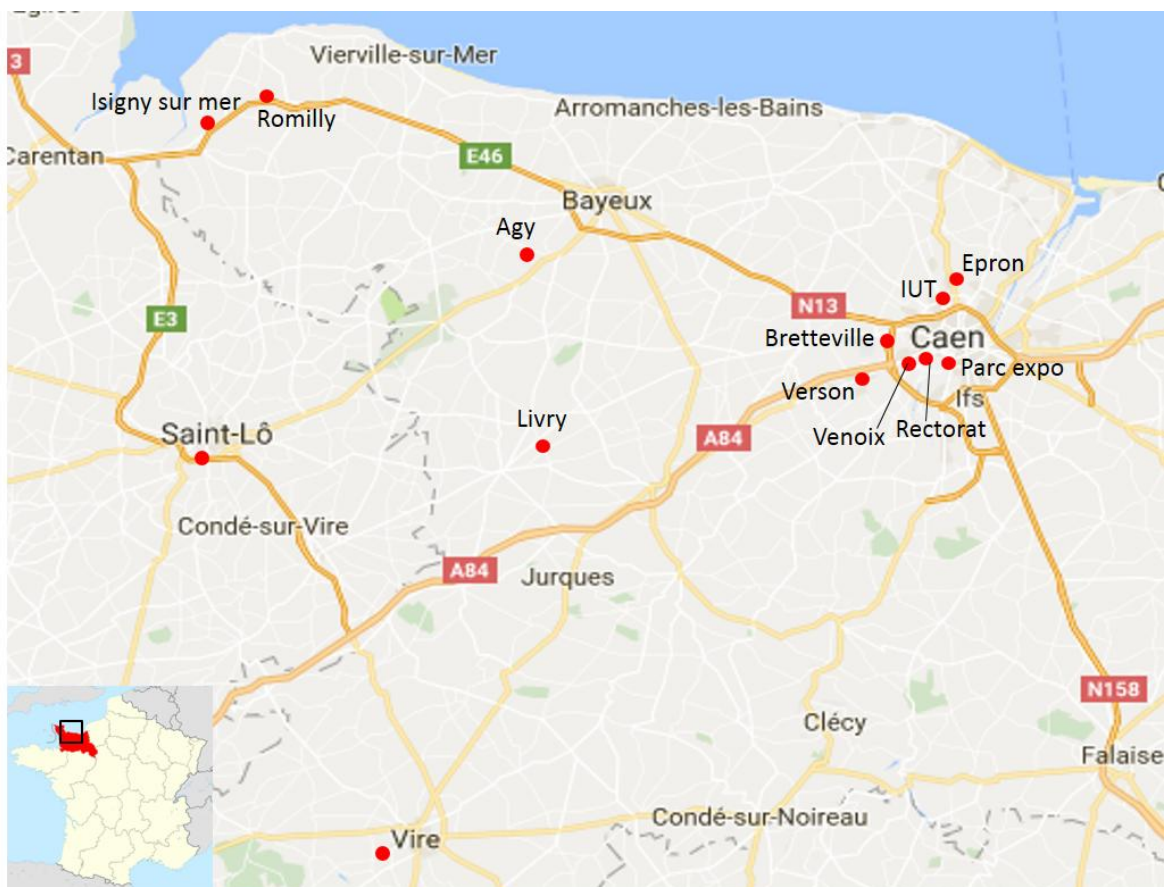 Vierville-sur-Mer
3
Isigny sur mer
Romilly
Arromanches-les-Bains
Carentan
E46
Bayeux
Agy
Epron
IUT
N13
E3
Bretteville
Caen
Parc expo
Verson
Ifs
Livry
Venoix
Rectorat
Saint-Lô
A84
Condé-sur-Vire
A84
Jurques
N158
Clécy
Falaise
Condé-sur-Noireau
Vire